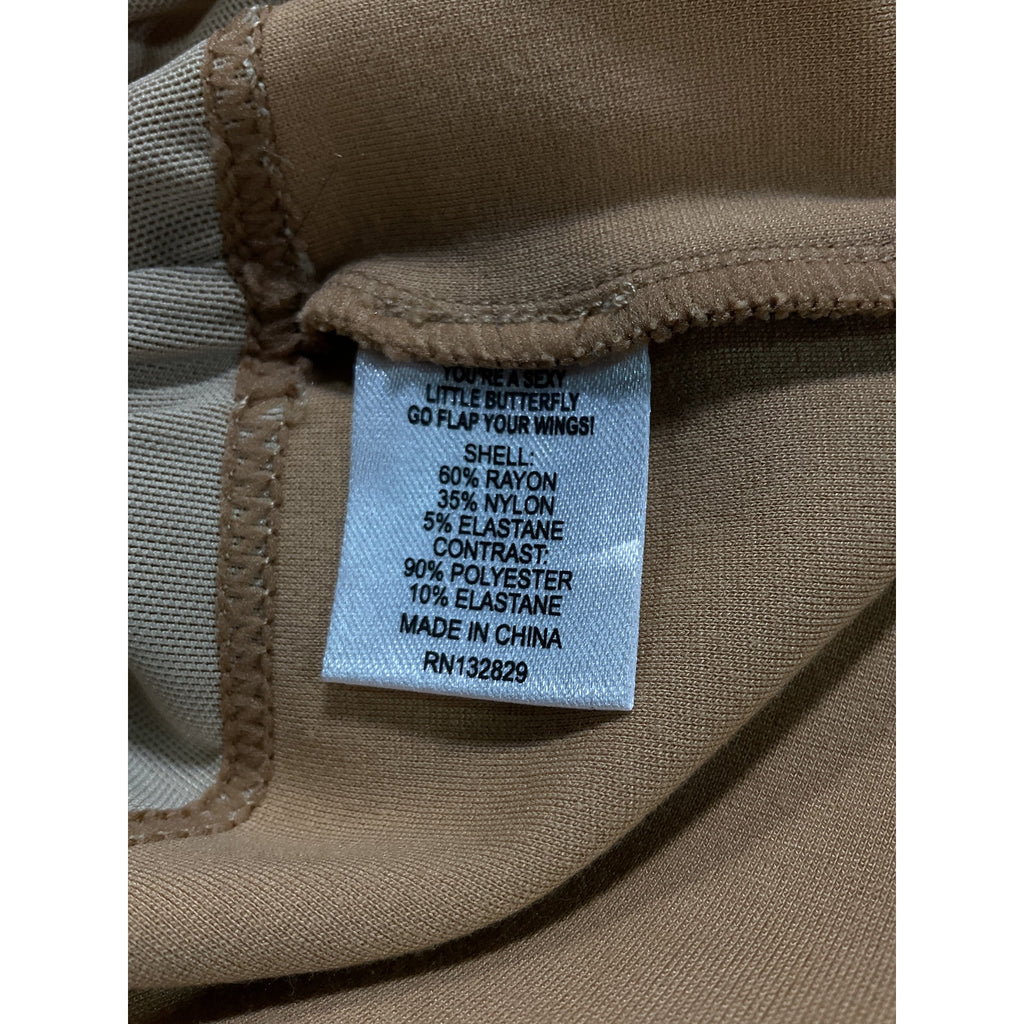 YOU'RE A SEXY
LITTLE BUTTERFLY
GO FLAP YOUR WINGS!
SHELL:
60% RAYON
35% NYLON
5% ELASTANE
CONTRAST:
90% POLYESTER
10% ELASTANE
MADE IN CHINA
RN132829